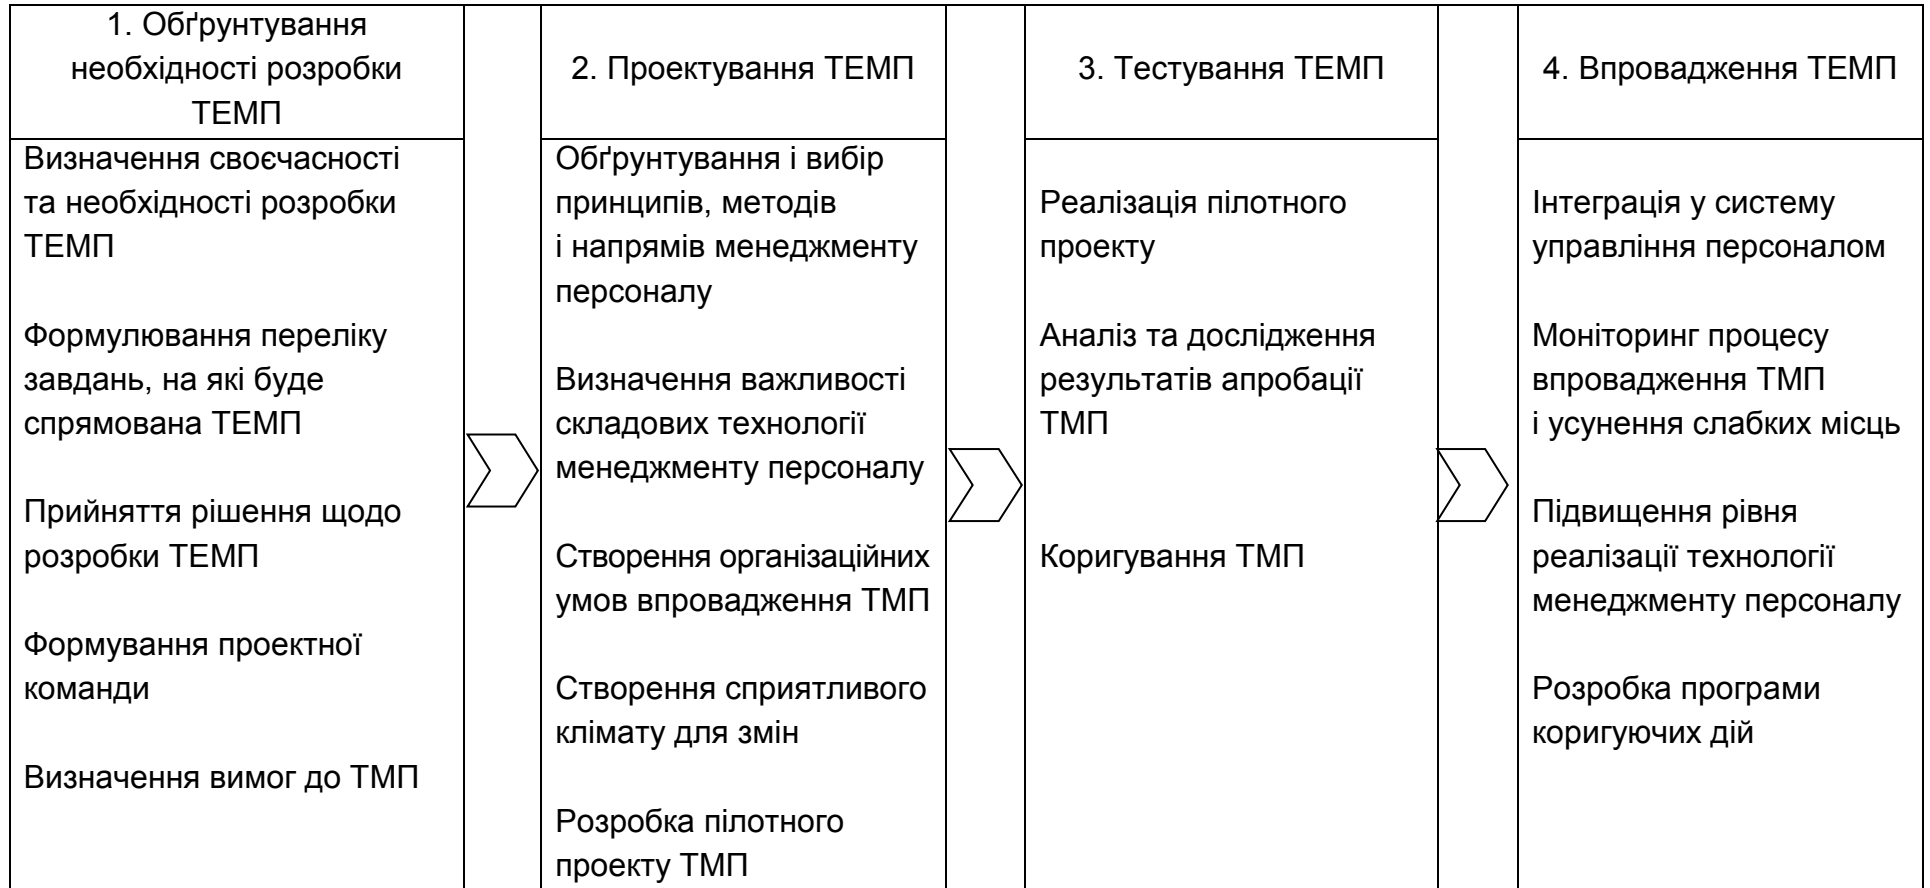 1. Обґрунтування
необхідності розробки
ТЕМП
Визначення своєчасності
та необхідності розробки
ТЕМП
Формулювання переліку
завдань, на які буде
спрямована ТЕМП
Прийняття рішення щодо
розробки ТЕМП
Формування проектної
команди
Визначення вимог до ТМП
2. Проектування ТЕМП
Обґрунтування і вибір
принципів, методів
і напрямів менеджменту
персоналу
Визначення важливості
складових технології
менеджменту персоналу
Створення організаційних
умов впровадження ТМП
Створення сприятливого
клімату для змін
Розробка пілотного
проекту ТМП
3. Тестування ТЕМП
Реалізація пілотного
проекту
Аналіз та дослідження
результатів апробації
ТМП
Коригування ТМП
4. Впровадження ТЕМП
Інтеграція у систему
управління персоналом
Моніторинг процесу
впровадження ТМП
і усунення слабких місць
Підвищення рівня
реалізації технології
менеджменту персоналу
Розробка програми
коригуючих дій